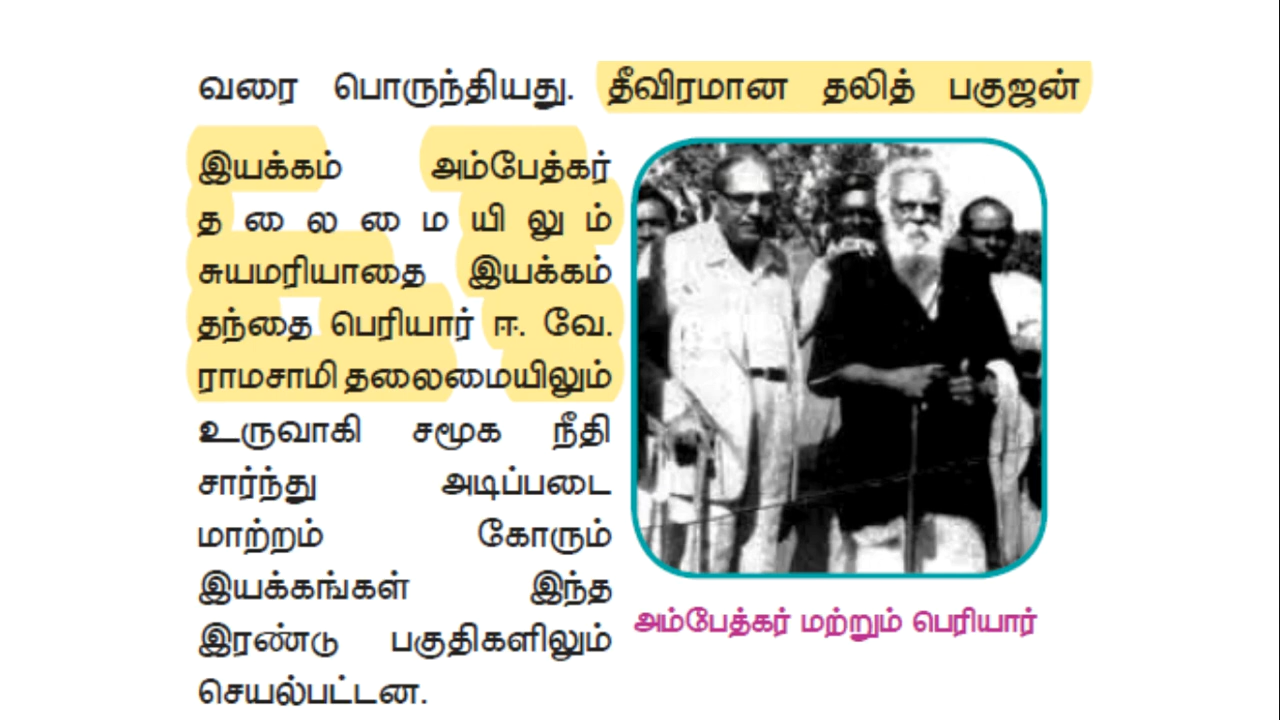 வரை பொருந்தியது. தீவிரமான தலித் பகுஜன்
இயக்கம் அம்பேத்கர்
தலைமையிலும்
சுயமரியாதை இயக்கம்
தந்தை பெரியார் ஈ. வே.
ராமசாமி தலைமையிலும்
உருவாகி சமூக நீதி
சார்ந்து அடிப்படை
மாற்றம் கோரும்
இயக்கங்கள் இந்த
இரண்டு பகுதிகளிலும்
செயல்பட்டன.
அம்பேத்கர் மற்றும் பெரியார்